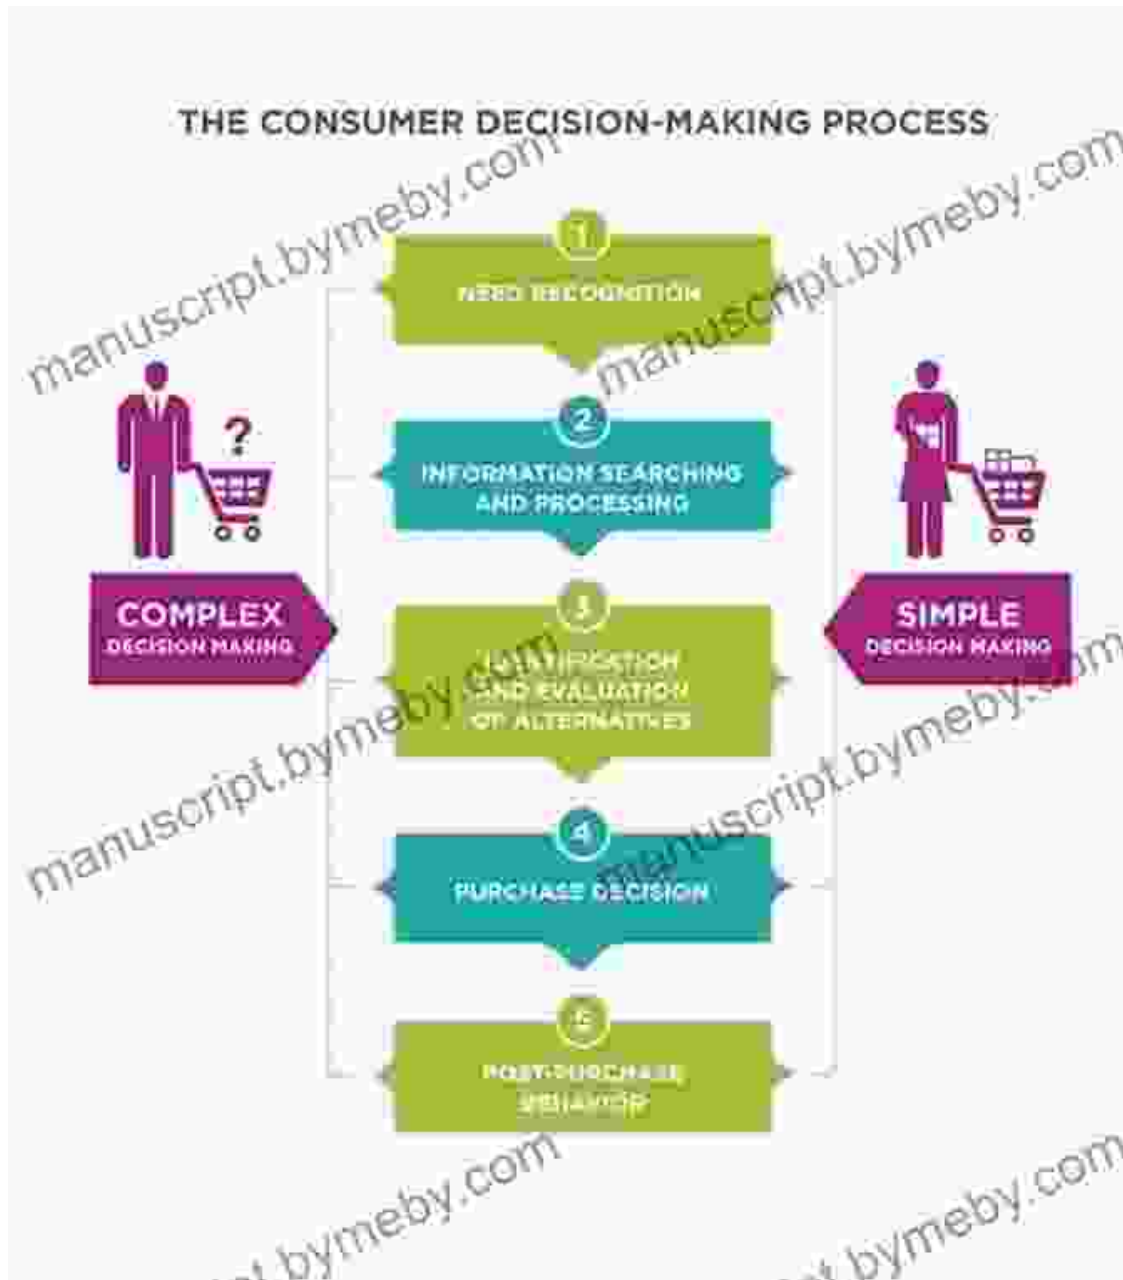 THE CONSUMER DECISION-MAKING PROCESS
manuscript.bymeby.com
manuscript.bymeby.com
1
NEED RECOGNITION
2
INFORMATION SEARCHING
AND PROCESSING
?
COMPLEX
DECISION MAKING
SIMPLE
DECISION MAKING
3
AND EVALUATION
OF ALTERNATIVES
manuscript.bymeby.com
manuscript.bymeby.com
4
PURCHASE DECISION
5
POST-PURCHASE
BEHAVIOR
bymeby.com
bymeby.com